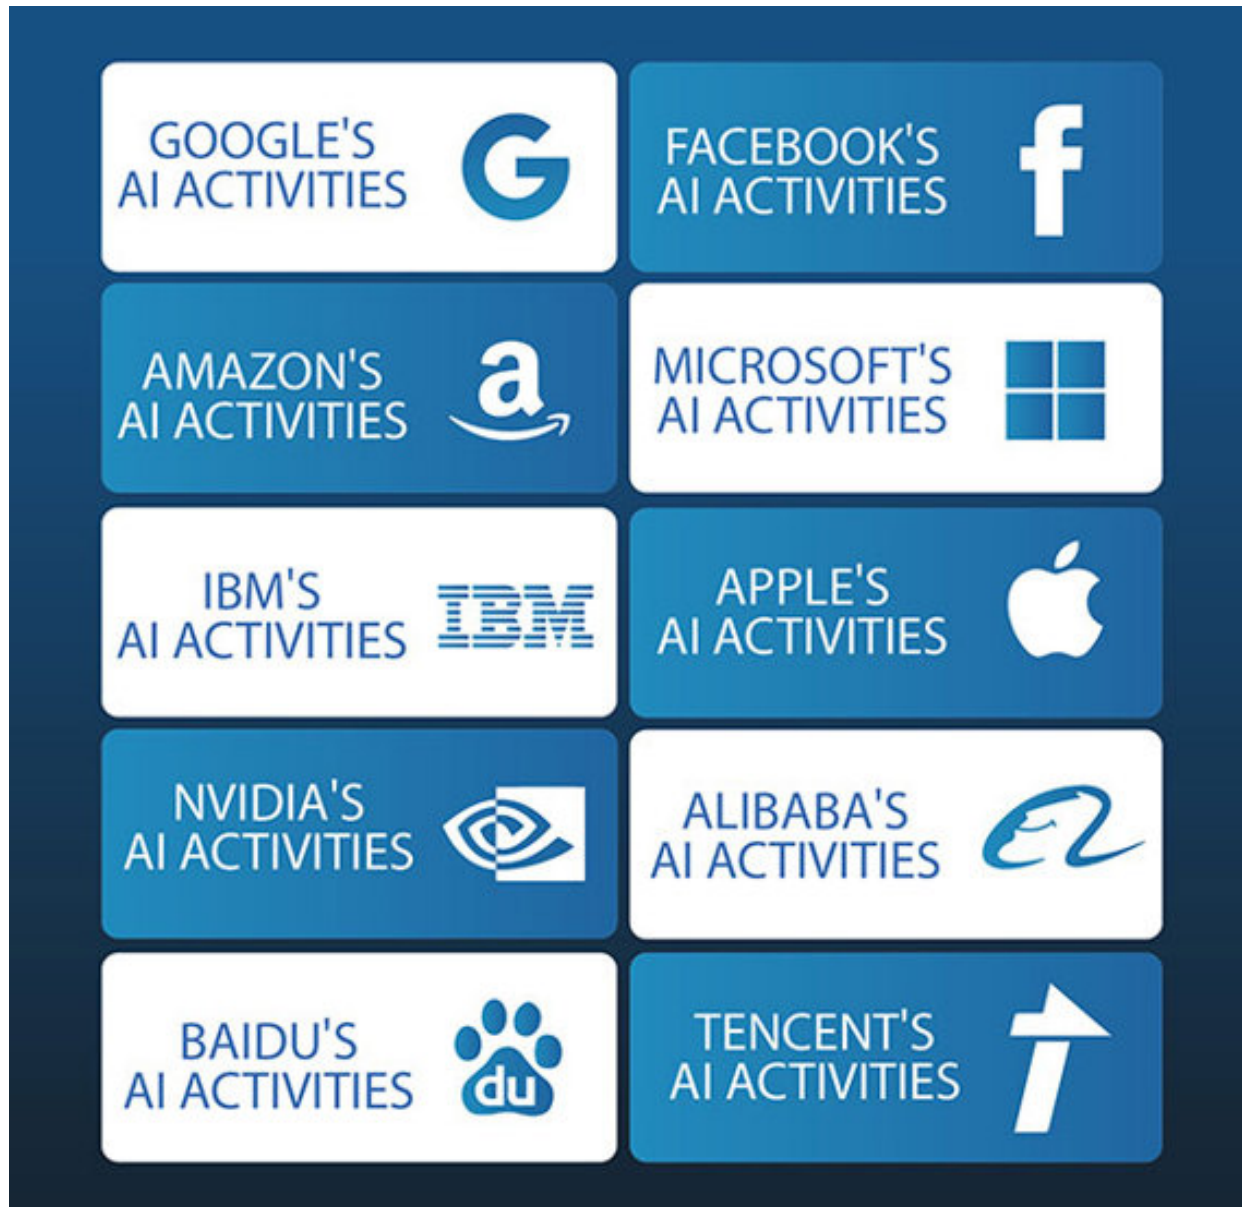 GOOGLE'S
AI ACTIVITIES
FACEBOOK'S
AI ACTIVITIES
f
AMAZON'S
AI ACTIVITIES
a
MICROSOFT'S
AI ACTIVITIES
IBM'S
AI ACTIVITIES
IBM
APPLE'S
AI ACTIVITIES
NVIDIA'S
AI ACTIVITIES
ALIBABA'S
AI ACTIVITIES
BAIDU'S
AI ACTIVITIES
du
TENCENT'S
AI ACTIVITIES